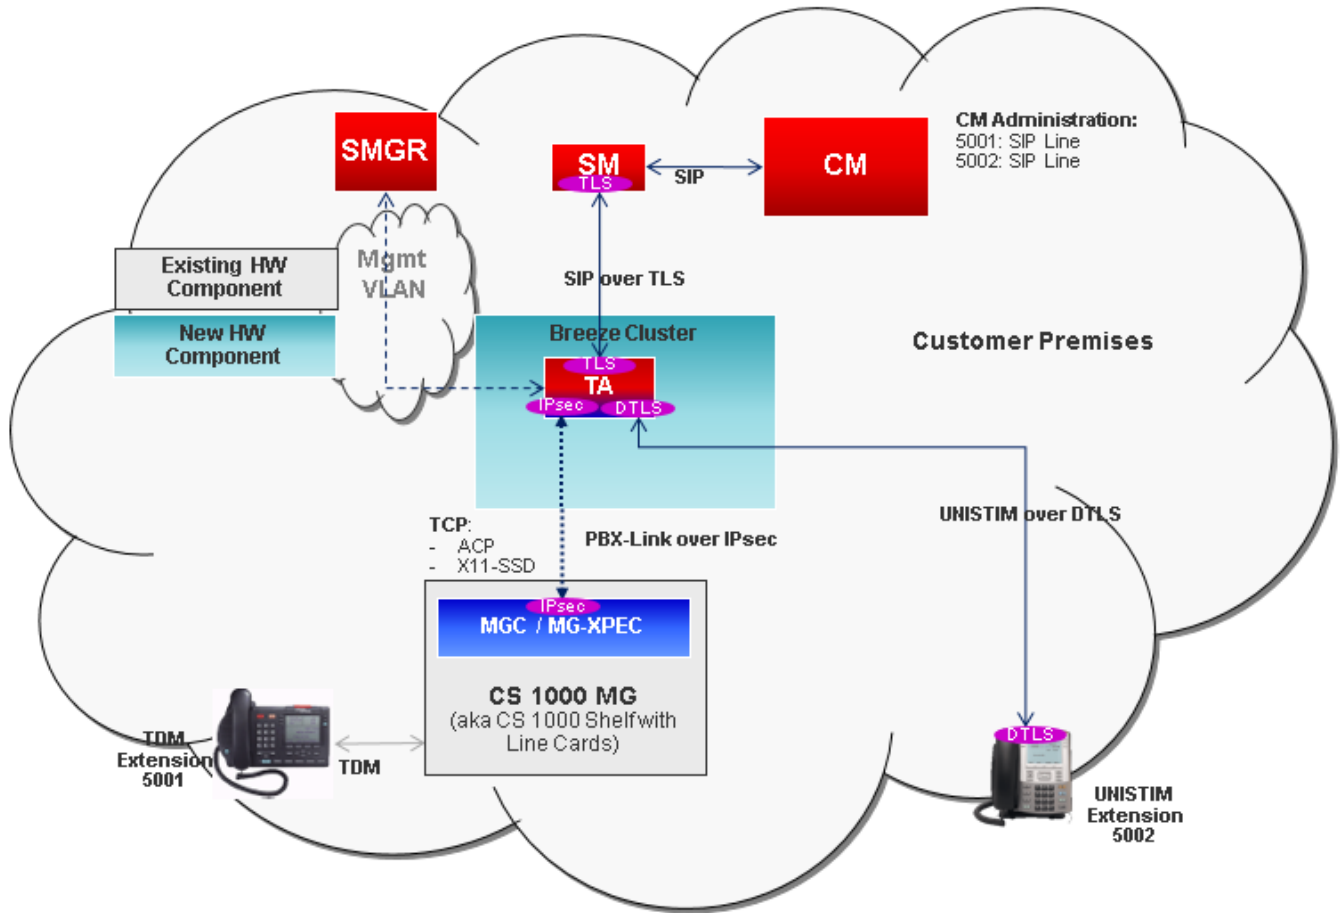 SMGR
SM
TLS
SIP
CM
CM Administration:
5001: SIP Line
5002: SIP Line
Existing HW
Component
New HW
Component
Mgmt
VLAN
SIP over TLS
Breeze Cluster
TLS
TA
IPsec
DTLS
Customer Premises
UNISTIM over DTLS
TCP:
- ACP
- X11-SSD
PBX-Link over IPsec
IPsec
MGC / MG-XPEC
CS 1000 MG
(aka CS 1000 Shelf with
Line Cards)
TDM
Extension
5001
TDM
DTLS
UNISTIM
Extension
5002